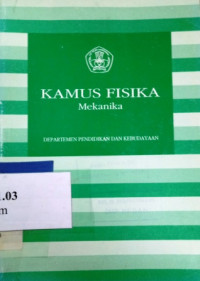 KAMUS FISIKA
Mekanika
DEPARTEMEN PENDIDIKAN DAN KEBUDAYAAN
.03
m